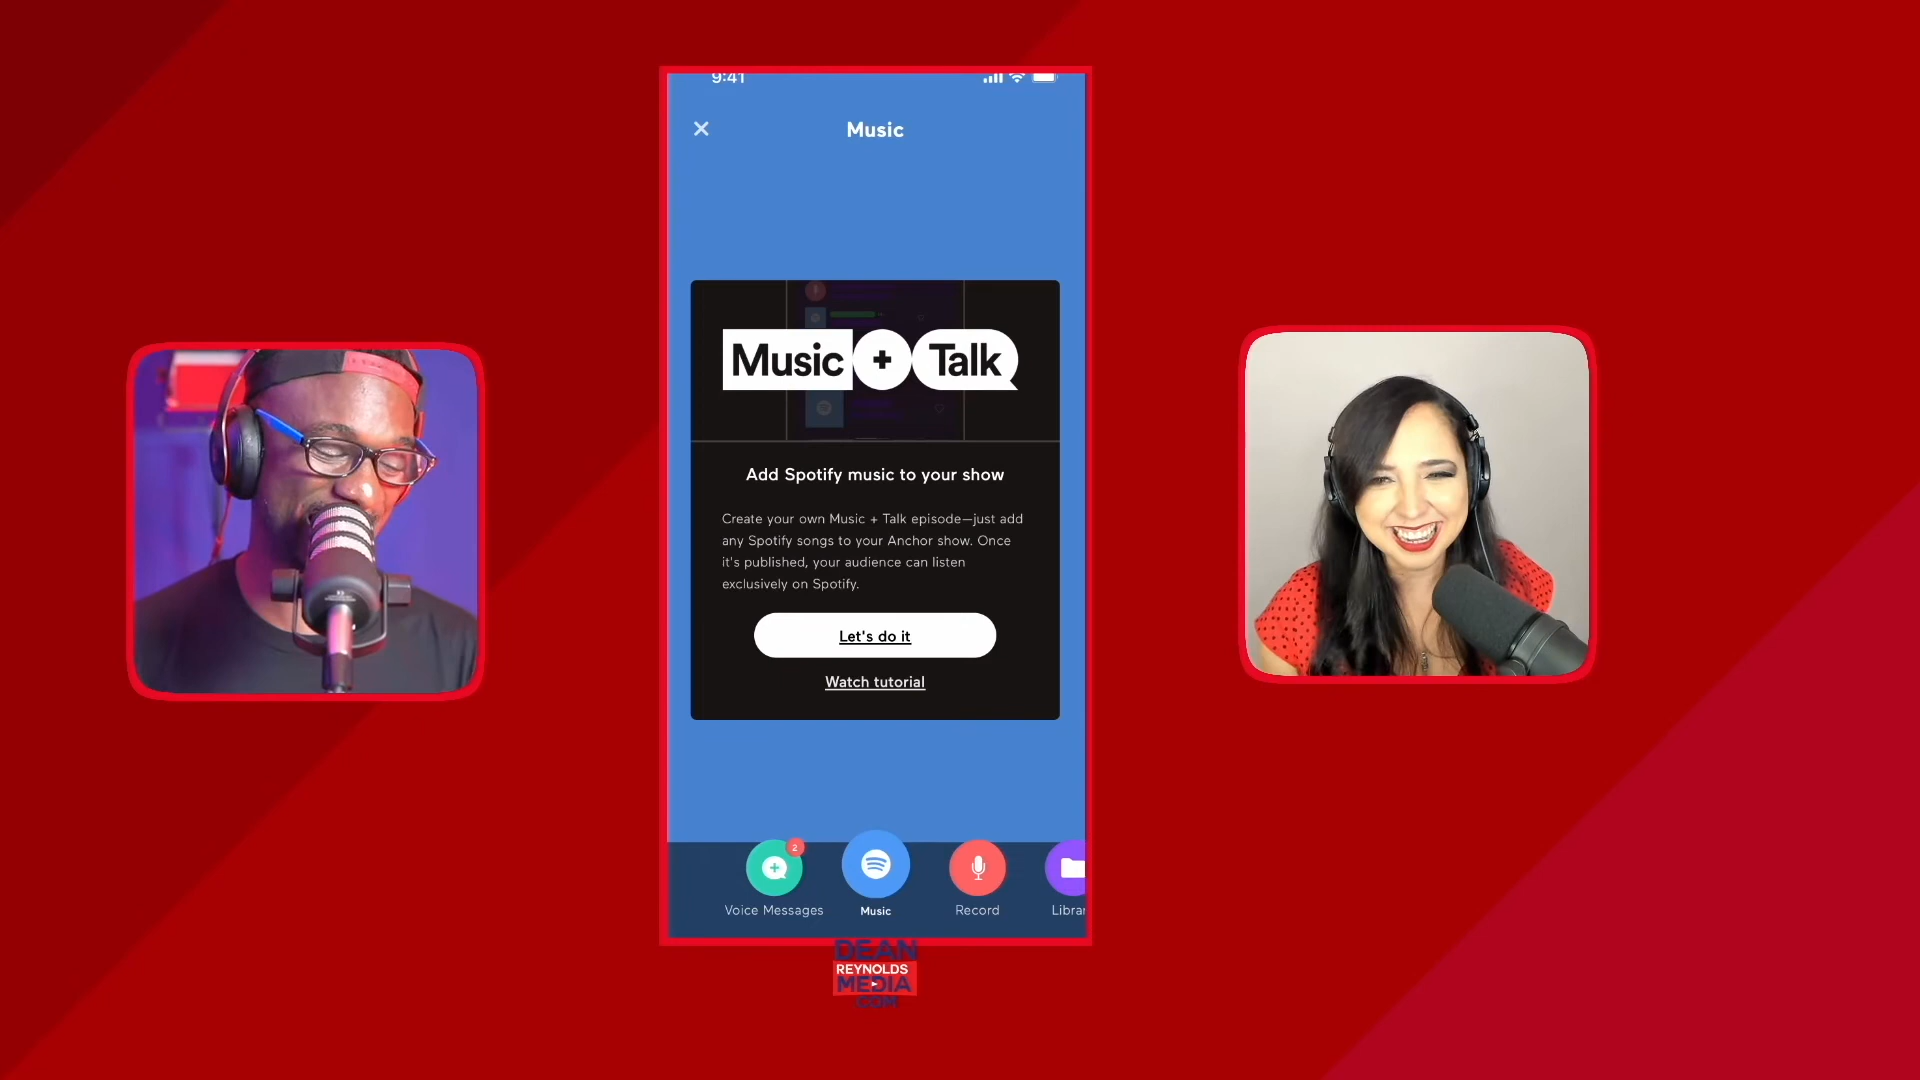 9:41
Music
Music + Talk
Add Spotify music to your show
Create your own Music + Talk episode—just add
any Spotify songs to your Anchor show. Once
it's published, your audience can listen
exclusively on Spotify.
Let's do it
Watch tutorial
2
Voice Messages
Music
Record
Librar
DEAN
REYNOLDS
MEDIA
.COM